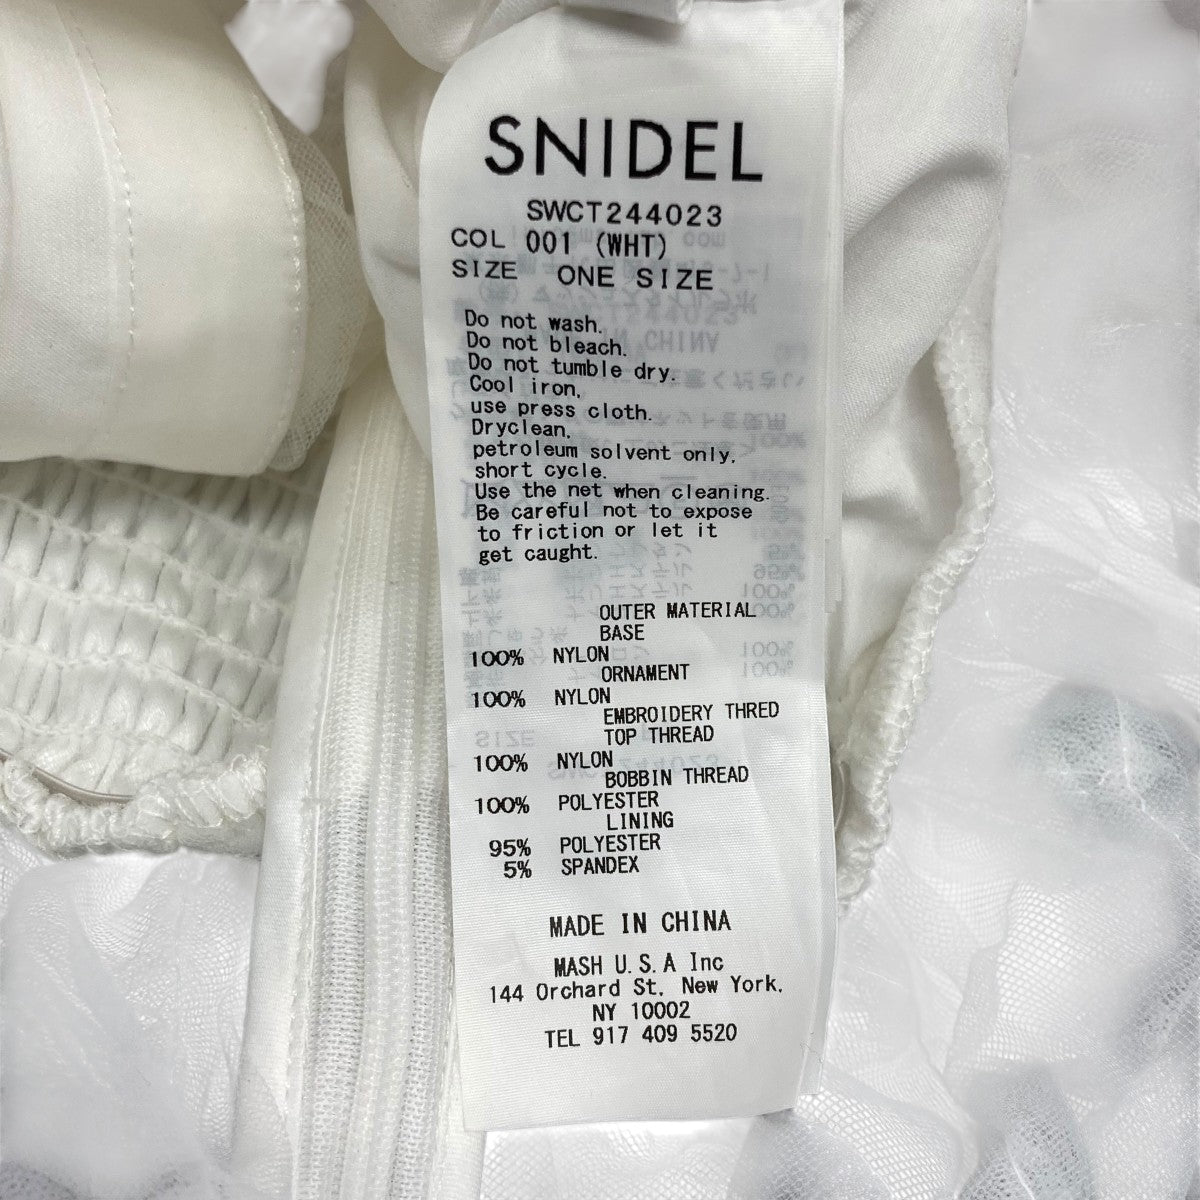 SNIDEL
SWCT244023
COL 001 (WHT)
SIZE ONE SIZE
Do not wash.
Do not bleach.
Do not tumble dry.
Cool iron,
use press cloth.
Dryclean,
petroleum solvent only,
short cycle.
Use the net when cleaning.
Be careful not to expose
to friction or let it
get caught.
OUTER MATERIAL
BASE
100% NYLON
ORNAMENT
100% NYLON
EMBROIDERY THRED
TOP THREAD
100% NYLON
BOBBIN THREAD
100% POLYESTER
LINING
95% POLYESTER
5% SPANDEX
MADE IN CHINA
MASH U.S.A Inc
144 Orchard St, New York,
NY 10002
TEL 917 409 5520